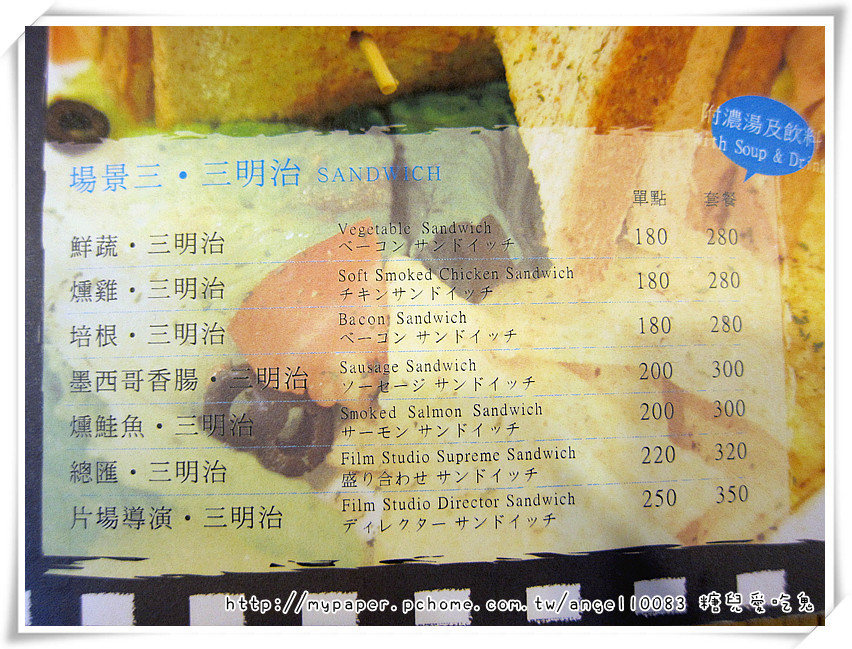 附濃湯及飲料
with Soup & Dr
場景三・三明治 SANDWICH
單點 套餐
鮮蔬・三明治 Vegetable Sandwich 180 280
ベーコン サンドイッチ
燻雞・三明治 Soft Smoked Chicken Sandwich 180 280
チキンサンドイッチ
培根・三明治 Bacon Sandwich 180 280
ベーコン サンドイッチ
墨西哥香腸・三明治 Sausage Sandwich 200 300
ソーセージ サンドイッチ
燻鮭魚・三明治 Smoked Salmon Sandwich 200 300
サーモン サンドイッチ
總匯・三明治 Film Studio Supreme Sandwich 220 320
盛り合わせ サンドイッチ
片場導演・三明治 Film Studio Director Sandwich 250 350
ディレクター サンドイッチ
http://mypaper.pchome.com.tw/angel10083 糖兒愛吃鬼